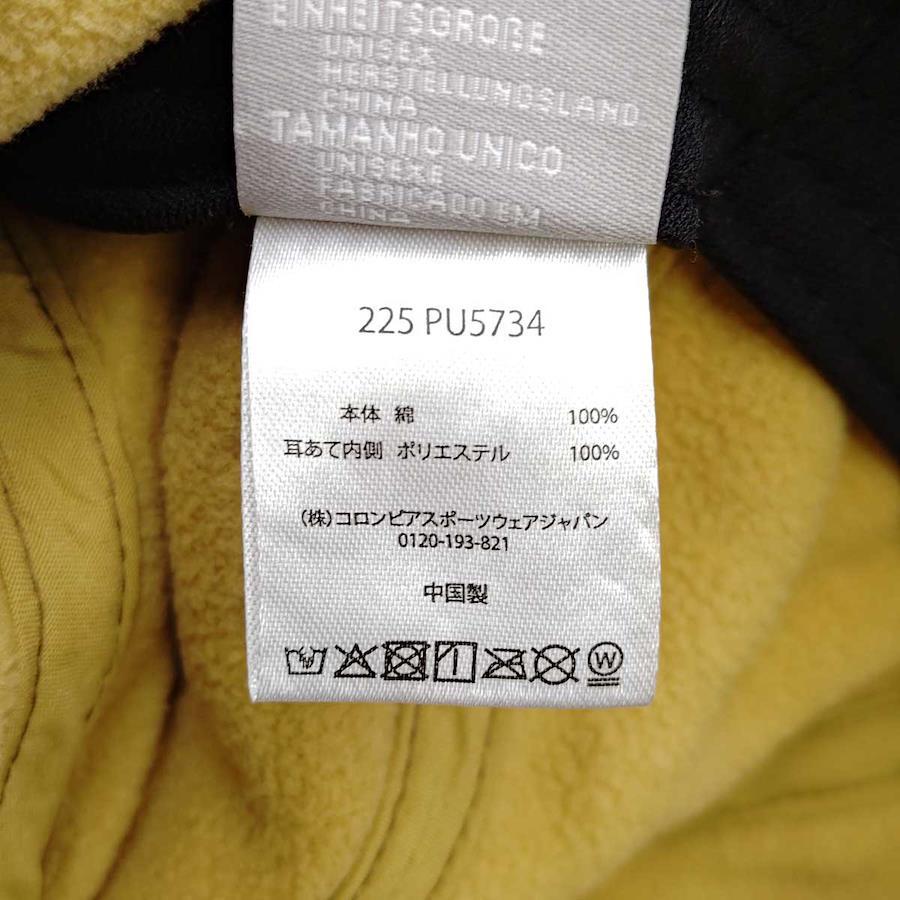 EINHEITSGROßE
UNISEX
HERSTELLUNGSLAND
CHINA
TAMANHO UNICO
UNISEXE
FABRICADO EM
CHINA
225 PU5734
本体 綿 100%
耳あて内側 ポリエステル 100%
(株)コロンビアスポーツウェアジャパン
0120-193-821
中国製
W